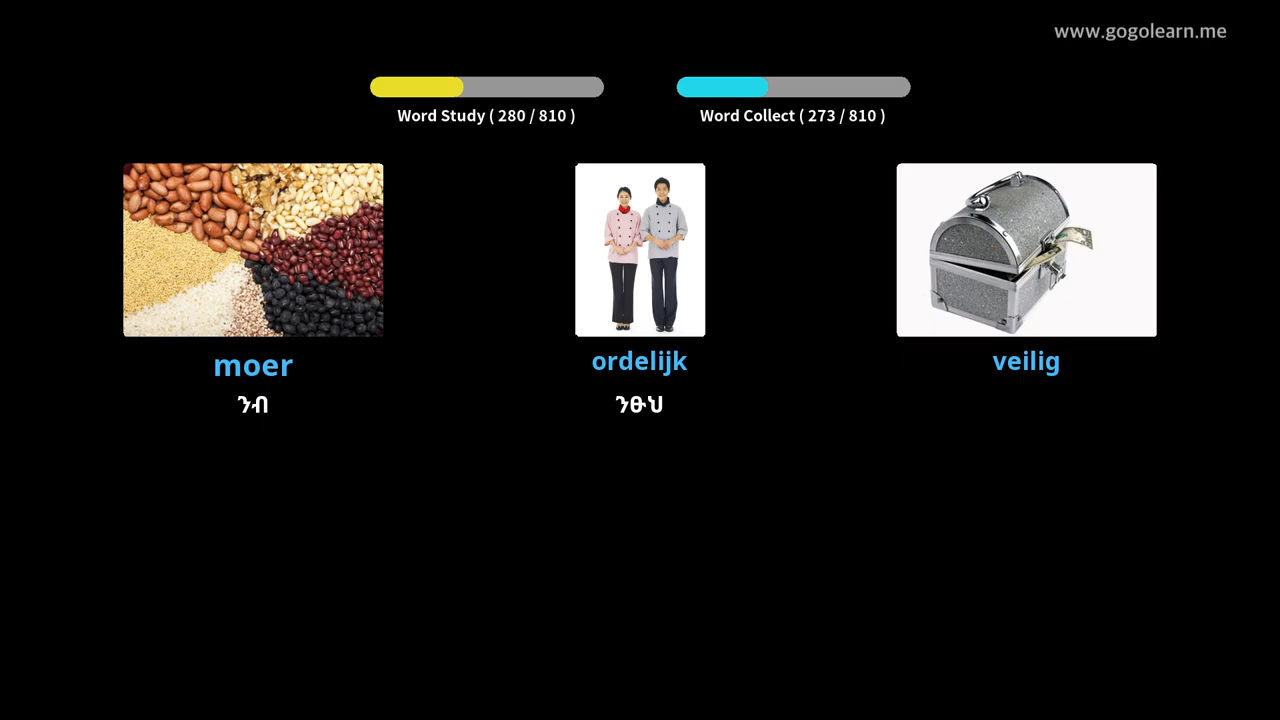 www.gogolearn.me
Word Study ( 280 / 810 )
Word Collect ( 273 / 810 )
moer
ordelijk
veilig
ንብ
ንፁህ